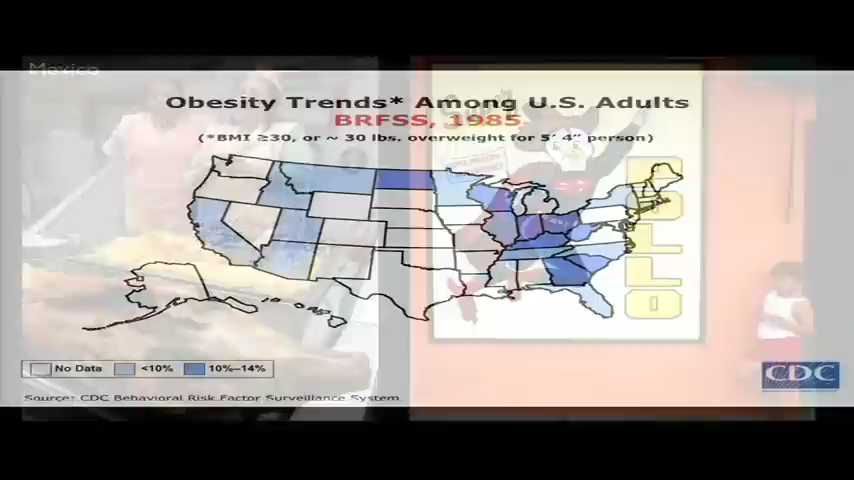 Mexico
Obesity Trends* Among U.S. Adults
BRFSS, 1985
(*BMI ≥30, or ~ 30 lbs. overweight for 5' 4" person)
No Data <10% 10%–14%
CDC
Source: CDC Behavioral Risk Factor Surveillance System.